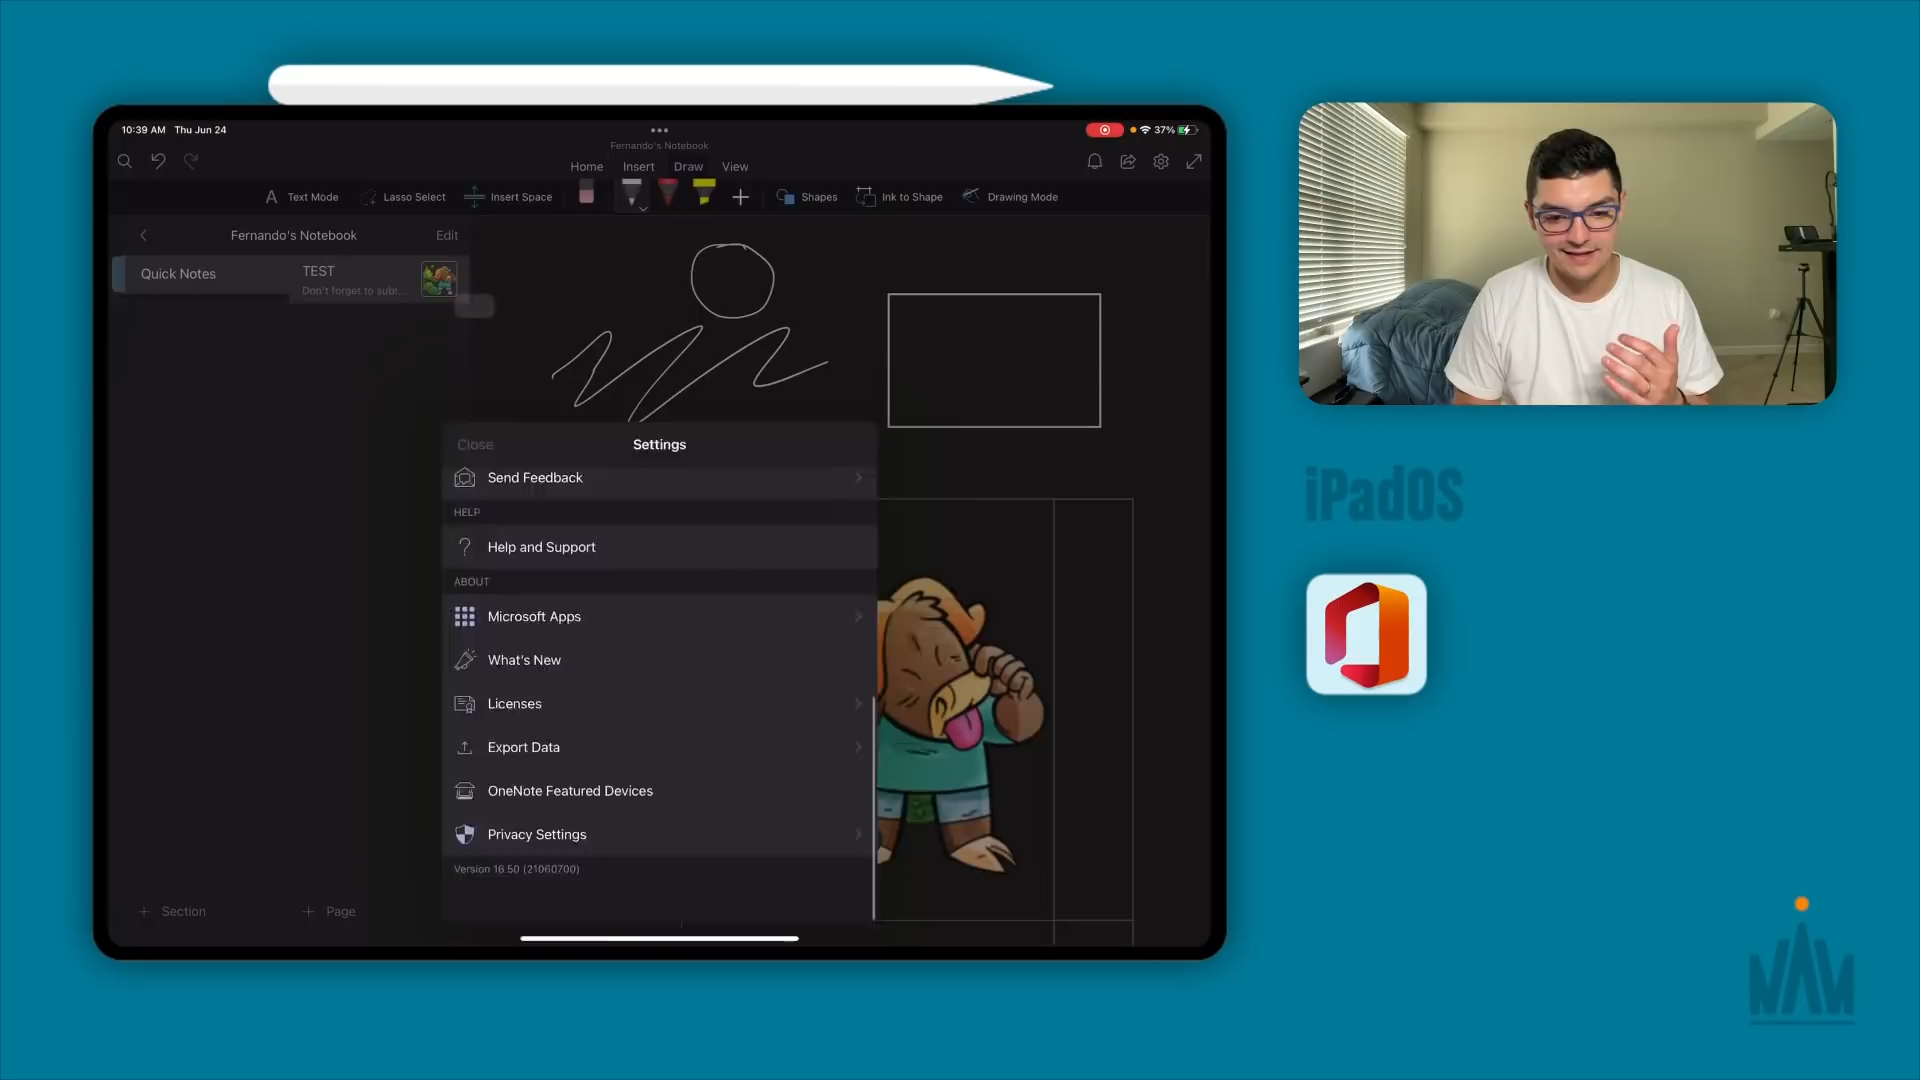 10:39 AM Thu Jun 24
37%
Fernando's Notebook
Home Insert Draw View
Text Mode Lasso Select Insert Space Shapes Ink to Shape Drawing Mode
Fernando's Notebook Edit
Quick Notes
TEST
Don't forget to subs...
Close Settings
Send Feedback
HELP
Help and Support
ABOUT
Microsoft Apps
What's New
Licenses
Export Data
OneNote Featured Devices
Privacy Settings
Version 16.50 (21060700)
Section Page
iPadOS